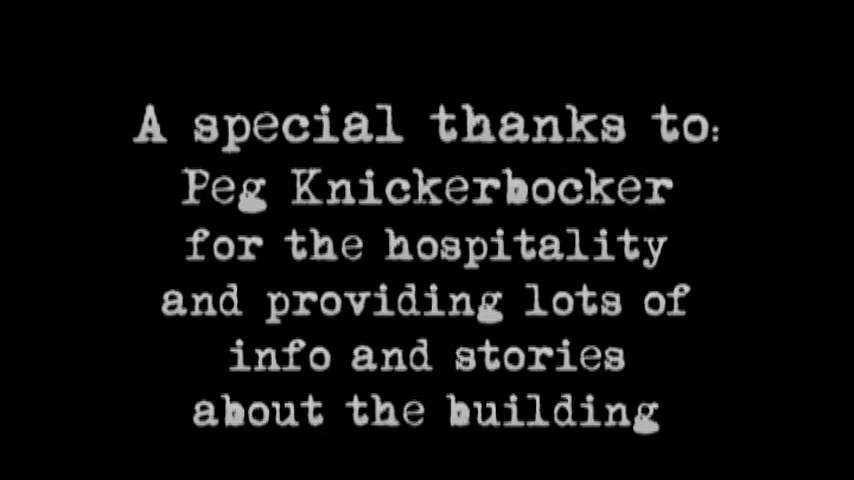 A special thanks to:
Peg Knickerbocker
for the hospitality
and providing lots of
info and stories
about the building